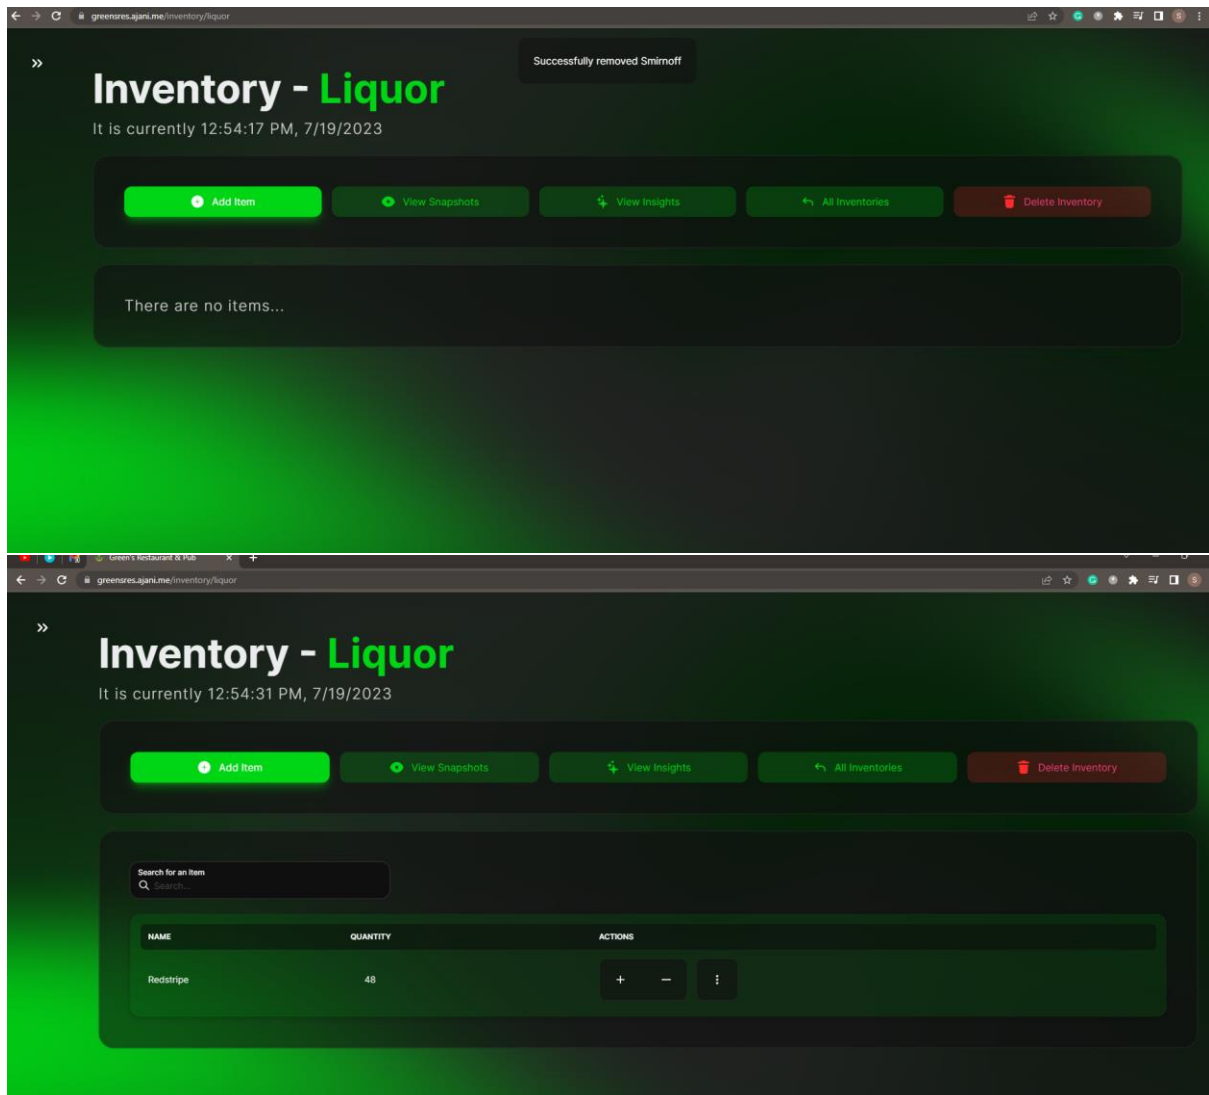 greensres.ajani.me/inventory/liquor
Successfully removed Smirnoff
Inventory - Liquor
It is currently 12:54:17 PM, 7/19/2023
Add Item View Snapshots View Insights All Inventories Delete Inventory
There are no items...
Green's Restaurant & Pub
greensres.ajani.me/inventory/liquor
Inventory - Liquor
It is currently 12:54:31 PM, 7/19/2023
Add Item View Snapshots View Insights All Inventories Delete Inventory
Search for an Item
Search...
NAME QUANTITY ACTIONS
Redstripe 48